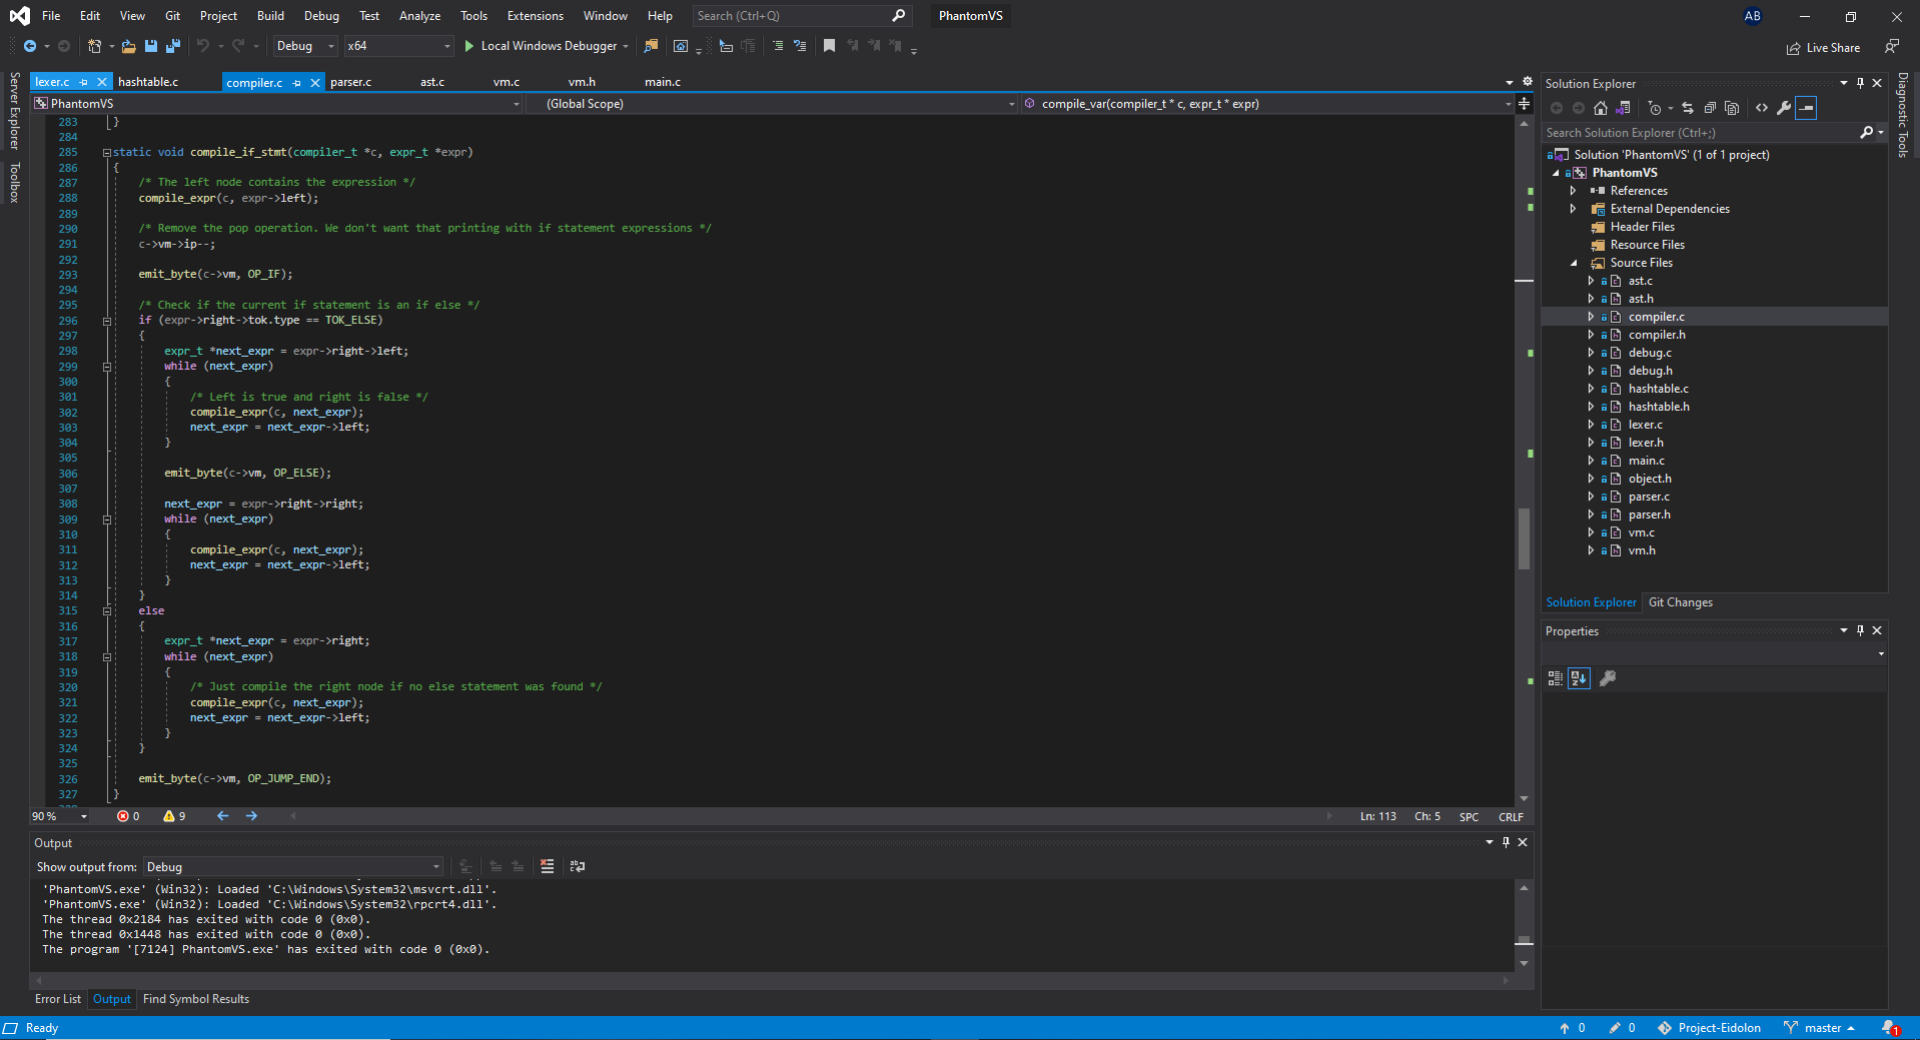 File Edit View Git Project Build Debug Test Analyze Tools Extensions Window Help Search (Ctrl+Q) PhantomVS AB
Debug x64 Local Windows Debugger Live Share
Server Explorer
Toolbox
lexer.c hashtable.c compiler.c parser.c ast.c vm.c vm.h main.c
PhantomVS (Global Scope) compile_var(compiler_t * c, expr_t * expr)
283 }
284
285 static void compile_if_stmt(compiler_t *c, expr_t *expr)
286 {
287 /* The left node contains the expression */
288 compile_expr(c, expr->left);
289
290 /* Remove the pop operation. We don't want that printing with if statement expressions */
291 c->vm->ip--;
292
293 emit_byte(c->vm, OP_IF);
294
295 /* Check if the current if statement is an if else */
296 if (expr->right->tok.type == TOK_ELSE)
297 {
298 expr_t *next_expr = expr->right->left;
299 while (next_expr)
300 {
301 /* Left is true and right is false */
302 compile_expr(c, next_expr);
303 next_expr = next_expr->left;
304 }
305
306 emit_byte(c->vm, OP_ELSE);
307
308 next_expr = expr->right->right;
309 while (next_expr)
310 {
311 compile_expr(c, next_expr);
312 next_expr = next_expr->left;
313 }
314 }
315 else
316 {
317 expr_t *next_expr = expr->right;
318 while (next_expr)
319 {
320 /* Just compile the right node if no else statement was found */
321 compile_expr(c, next_expr);
322 next_expr = next_expr->left;
323 }
324 }
325
326 emit_byte(c->vm, OP_JUMP_END);
327 }
90 % 0 9 Ln: 113 Ch: 5 SPC CRLF
Output
Show output from: Debug
'PhantomVS.exe' (Win32): Loaded 'C:\Windows\System32\msvcrt.dll'.
'PhantomVS.exe' (Win32): Loaded 'C:\Windows\System32\rpcrt4.dll'.
The thread 0x2184 has exited with code 0 (0x0).
The thread 0x1448 has exited with code 0 (0x0).
The program '[7124] PhantomVS.exe' has exited with code 0 (0x0).
Error List Output Find Symbol Results
Solution Explorer
Search Solution Explorer (Ctrl+;)
Solution 'PhantomVS' (1 of 1 project)
PhantomVS
References
External Dependencies
Header Files
Resource Files
Source Files
ast.c
ast.h
compiler.c
compiler.h
debug.c
debug.h
hashtable.c
hashtable.h
lexer.c
lexer.h
main.c
object.h
parser.c
parser.h
vm.c
vm.h
Solution Explorer Git Changes
Properties
Diagnostic Tools
Ready 0 0 Project-Eidolon master 1